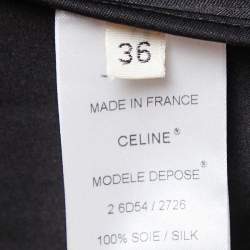 36
MADE IN FRANCE
CELINE®
MODELE DEPOSE®
2 6D54 / 2726
100% SOIE / SILK